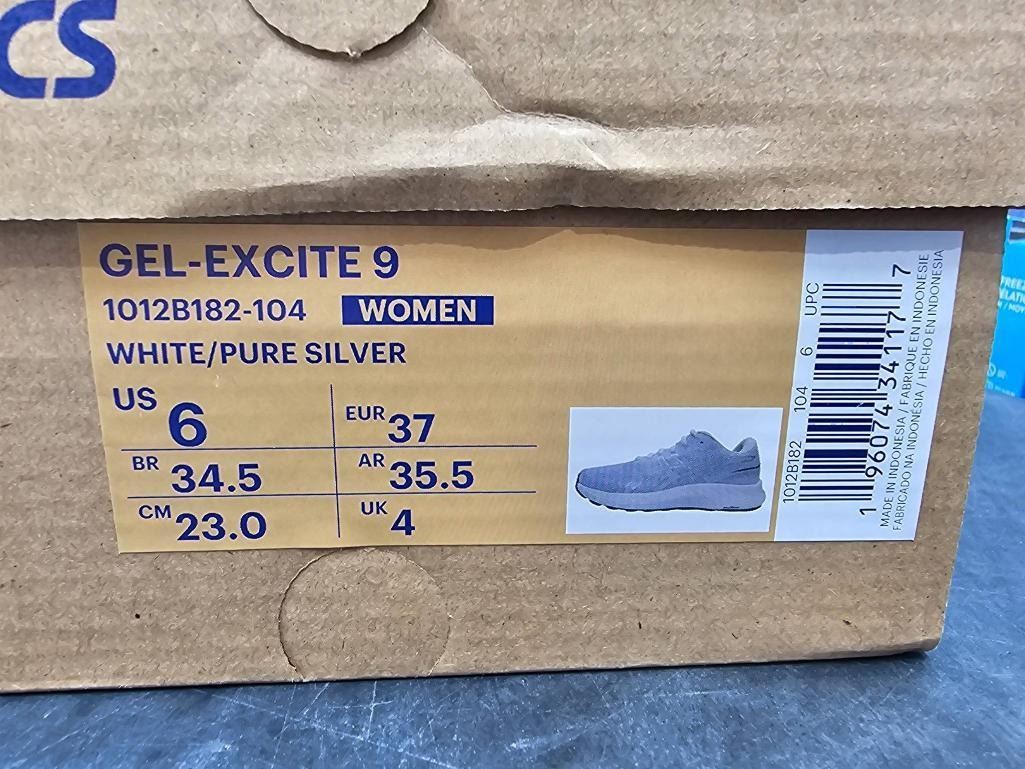 CS
GEL-EXCITE 9
1012B182-104 WOMEN
WHITE/PURE SILVER
US 6 EUR 37
BR 34.5 AR 35.5
CM 23.0 UK 4
1012B182 104 6 UPC
1 96074 34117 7
MADE IN INDONESIA / FABRIQUE EN INDONESIE
FABRICADO NA INDONÉSIA / HECHO EN INDONESIA